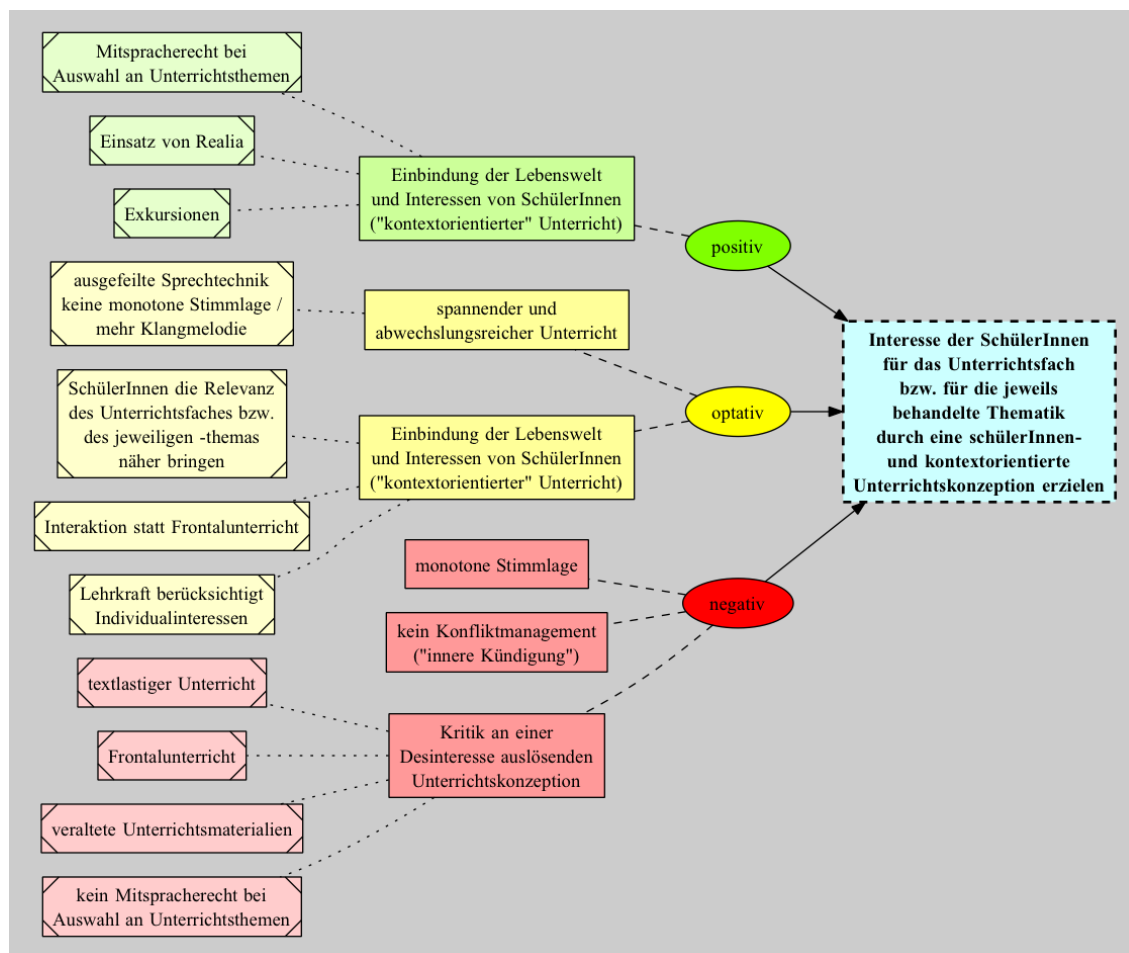 Mitspracherecht bei
Auswahl an Unterrichtsthemen
Einsatz von Realia
Exkursionen
Einbindung der Lebenswelt
und Interessen von SchülerInnen
("kontextorientierter" Unterricht)
positiv
ausgefeilte Sprechtechnik
keine monotone Stimmlage /
mehr Klangmelodie
spannender und
abwechslungsreicher Unterricht
SchülerInnen die Relevanz
des Unterrichtsfaches bzw.
des jeweiligen -themas
näher bringen
Interaktion statt Frontalunterricht
Lehrkraft berücksichtigt
Individualinteressen
Einbindung der Lebenswelt
und Interessen von SchülerInnen
("kontextorientierter" Unterricht)
optativ
monotone Stimmlage
kein Konfliktmanagement
("innere Kündigung")
textlastiger Unterricht
Frontalunterricht
veraltete Unterrichtsmaterialien
kein Mitspracherecht bei
Auswahl an Unterrichtsthemen
Kritik an einer
Desinteresse auslösenden
Unterrichtskonzeption
negativ
Interesse der SchülerInnen
für das Unterrichtsfach
bzw. für die jeweils
behandelte Thematik
durch eine schülerInnen-
und kontextorientierte
Unterrichtskonzeption erzielen